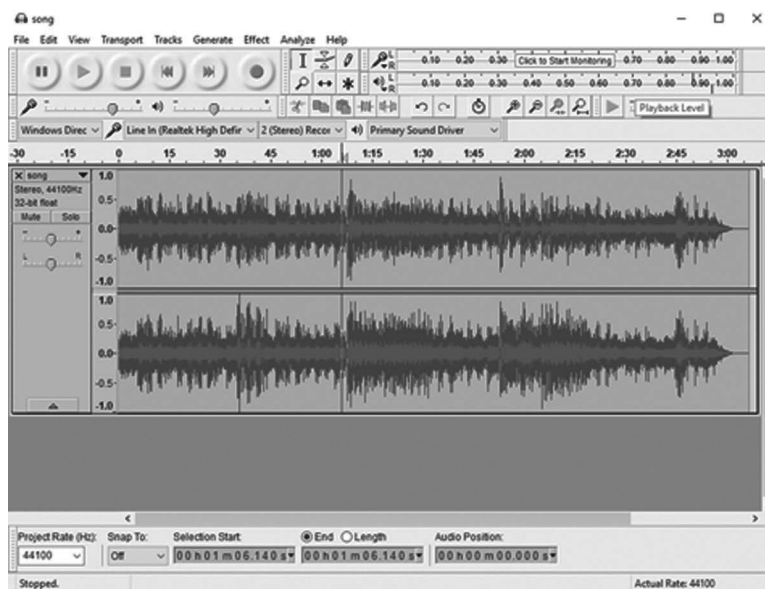 song
File Edit View Transport Tracks Generate Effect Analyze Help
L R 0.10 0.20 0.30 Click to Start Monitoring 0.70 0.80 0.90 1.00
L R 0.10 0.20 0.30 0.40 0.50 0.60 0.70 0.80 0.90 1.00
Playback Level
Windows Direc Line In (Realtek High Defir 2 (Stereo) Recor Primary Sound Driver
-30 -15 0 15 30 45 1:00 1:15 1:30 1:45 2:00 2:15 2:30 2:45 3:00
X song 1.0
Stereo, 44100Hz
32-bit float 0.5
Mute Solo
- + 0.0
L R -0.5
-1.0
1.0
0.5
0.0
-0.5
-1.0
Project Rate (Hz): Snap To: Selection Start: End Length Audio Position:
44100 Off 00 h 01 m 06.140 s 00 h 01 m 06.140 s 00 h 00 m 00.000 s
Stopped. Actual Rate: 44100